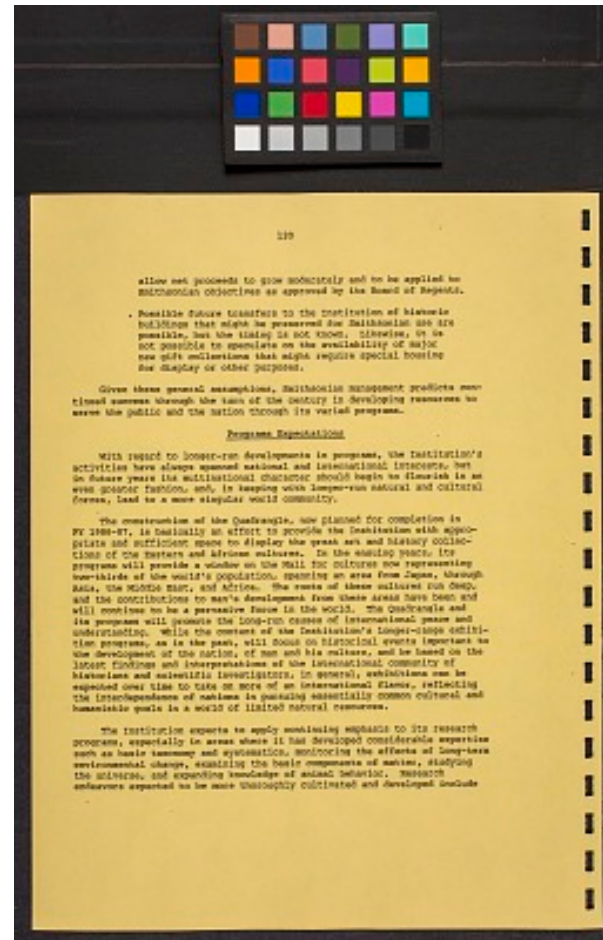 139
allow net proceeds to grow moderately and to be applied to
Smithsonian objectives as approved by the Board of Regents.
. Possible future transfer to the Institution of historic
buildings that might be preserved for Smithsonian use are
possible, but the timing is not known. Likewise, it is
not possible to speculate on the availability of major
new gift collections that might require special housing
for display or other purposes.
Given these general assumptions, Smithsonian management predicts con-
tinued success through the turn of the century in developing resources to
serve the public and the nation through its varied programs.
Programs Expectations
With regard to longer-run developments in programs, the Institution's
activities have always spanned national and international interests, but
in future years its multinational character should begin to flourish in an
even greater fashion, and, in keeping with longer-run natural and cultural
forces, lead to a more singular world community.
The construction of the Quadrangle, now planned for completion in
FY 1986-87, is basically an effort to provide the Institution with appro-
priate and sufficient space to display the great art and history collec-
tions of the Eastern and African cultures. In the ensuing years, its
programs will provide a window on the Mall for cultures now representing
two-thirds of the world's population, spanning an area from Japan, through
Asia, the Middle East, and Africa. The roots of these cultures run deep,
and the contributions to man's development from these areas have been and
will continue to be a pervasive force in the world. The Quadrangle and
its programs will promote the long-run causes of international peace and
understanding. While the content of the Institution's longer-range exhibi-
tion programs, as in the past, will focus on historical events important to
the development of the nation, of man and his culture, and be based on the
latest findings and interpretations of the international community of
historians and scientific investigators, in general, exhibitions can be
expected over time to take on more of an international flavor, reflecting
the interdependence of nations in pursuing essentially common cultural and
humanistic goals in a world of limited natural resources.
The Institution expects to apply continuing emphasis to its research
programs, especially in areas where it has developed considerable expertise
such as basic taxonomy and systematics, monitoring the effects of long-term
environmental change, examining the basic components of matter, studying
the universe, and expanding knowledge of animal behavior. Research
endeavors expected to be more thoroughly cultivated and developed include